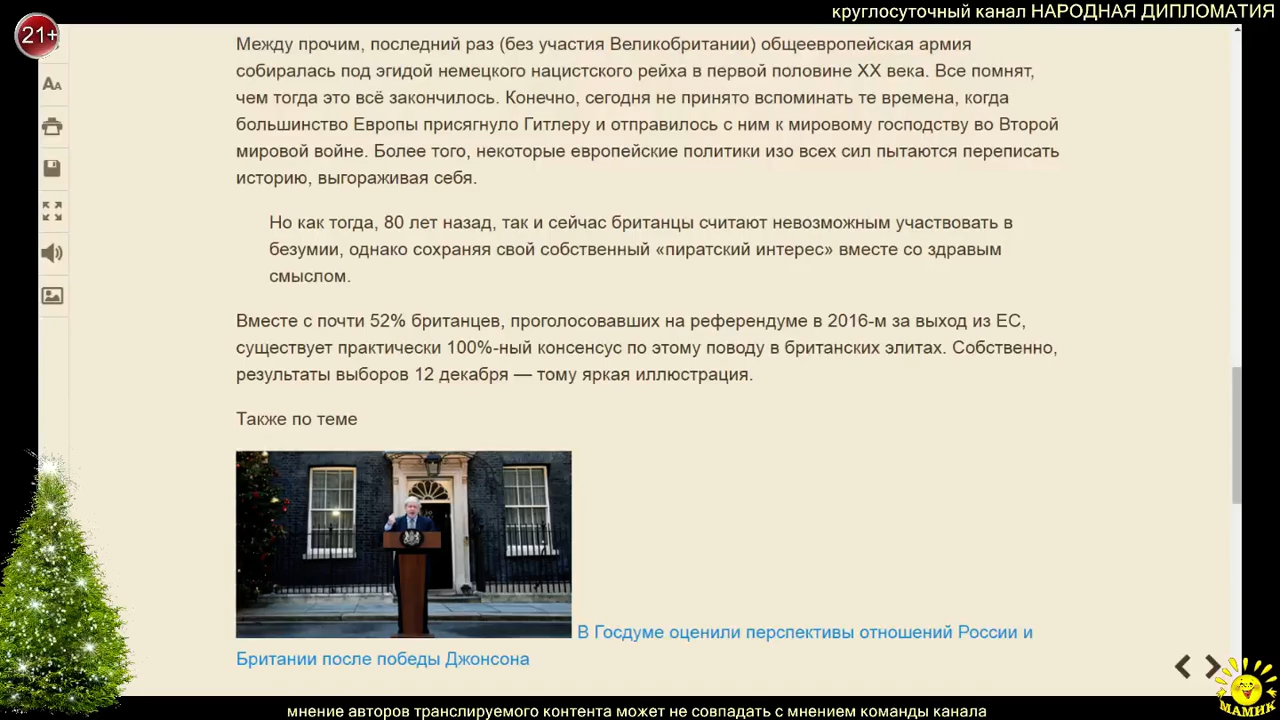 круглосуточный канал НАРОДНАЯ ДИПЛОМАТИЯ
21+
Между прочим, последний раз (без участия Великобритании) общеевропейская армия
собиралась под эгидой немецкого нацистского рейха в первой половине XX века. Все помнят,
чем тогда это всё закончилось. Конечно, сегодня не принято вспоминать те времена, когда
большинство Европы присягнуло Гитлеру и отправилось с ним к мировому господству во Второй
мировой войне. Более того, некоторые европейские политики изо всех сил пытаются переписать
историю, выгораживая себя.
Но как тогда, 80 лет назад, так и сейчас британцы считают невозможным участвовать в
безумии, однако сохраняя свой собственный «пиратский интерес» вместе со здравым
смыслом.
Вместе с почти 52% британцев, проголосовавших на референдуме в 2016-м за выход из ЕС,
существует практически 100%-ный консенсус по этому поводу в британских элитах. Собственно,
результаты выборов 12 декабря — тому яркая иллюстрация.
Также по теме
В Госдуме оценили перспективы отношений России и
Британии после победы Джонсона
МАМИК
мнение авторов транслируемого контента может не совпадать с мнением команды канала